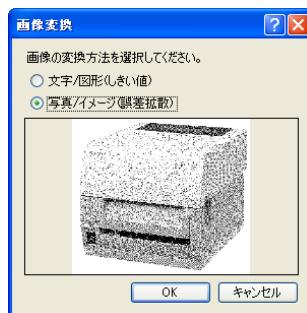 画像変換
画像の変換方法を選択してください。
文字/図形(しきい値)
写真/イメージ(誤差拡散)
OK
キャンセル